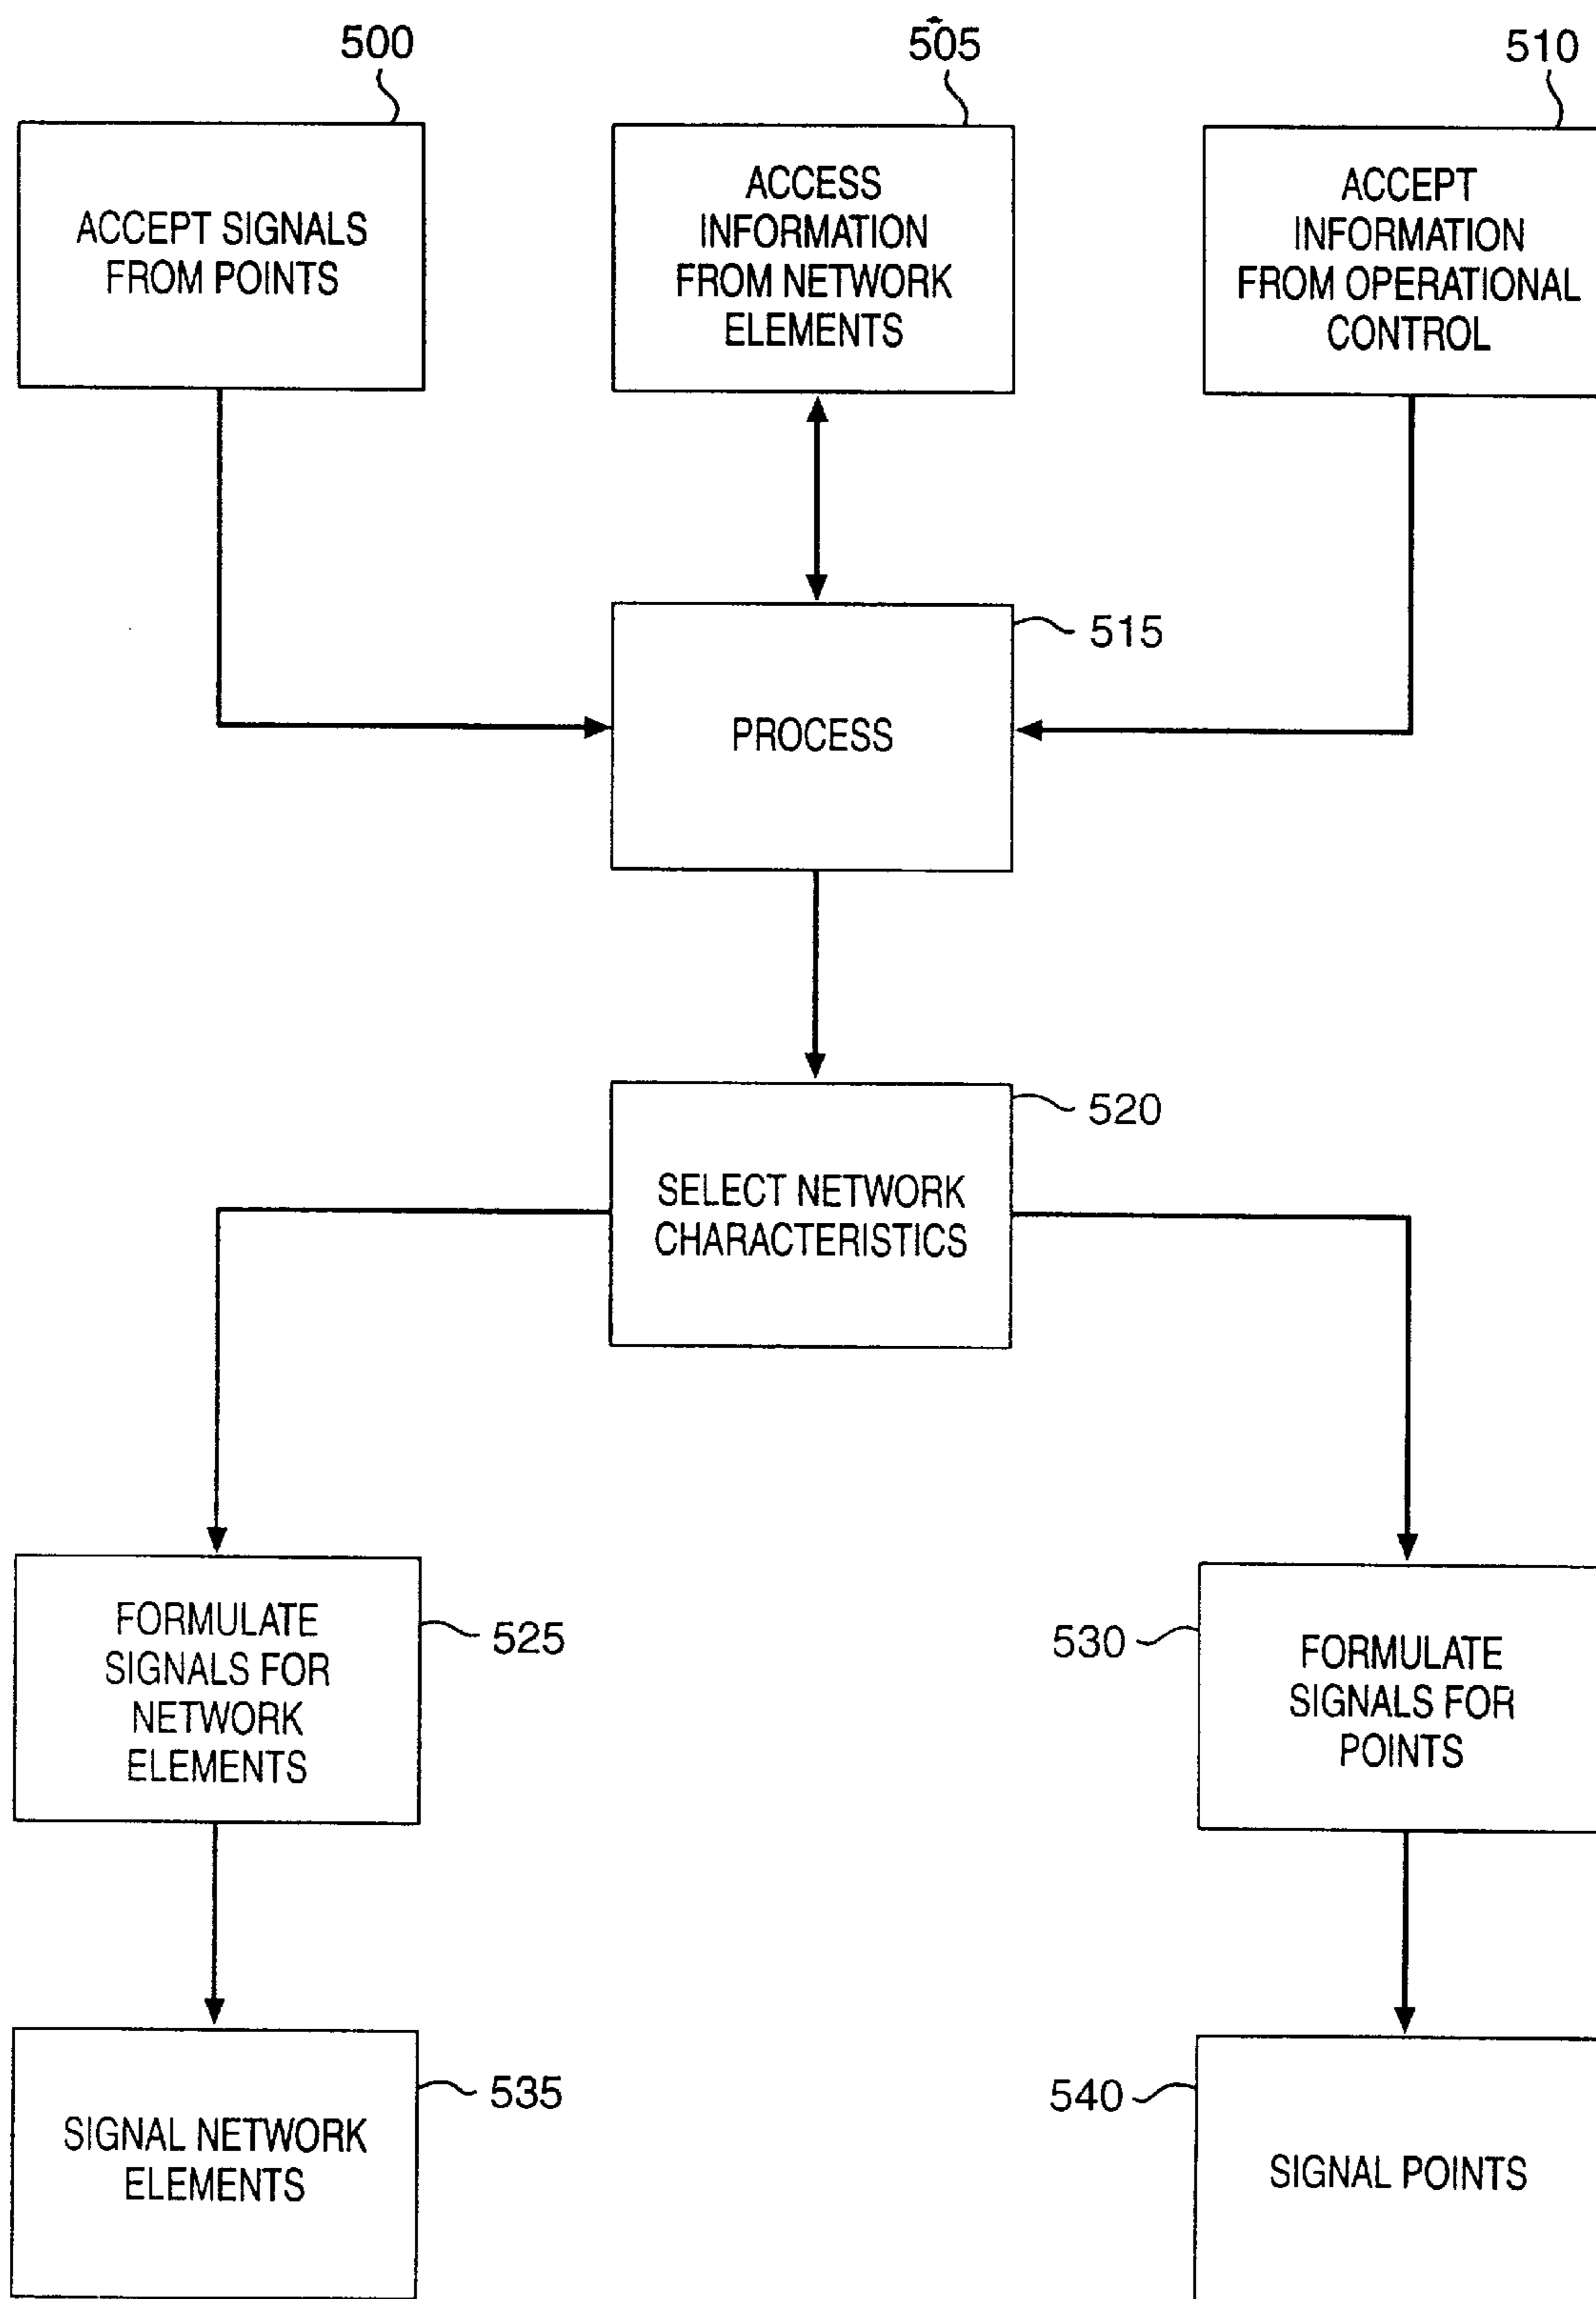 500
505
510
ACCEPT SIGNALS
FROM POINTS
ACCESS
INFORMATION
FROM NETWORK
ELEMENTS
ACCEPT
INFORMATION
FROM OPERATIONAL
CONTROL
515
PROCESS
520
SELECT NETWORK
CHARACTERISTICS
FORMULATE
SIGNALS FOR
NETWORK
ELEMENTS
525
530
FORMULATE
SIGNALS FOR
POINTS
535
SIGNAL NETWORK
ELEMENTS
540
SIGNAL POINTS